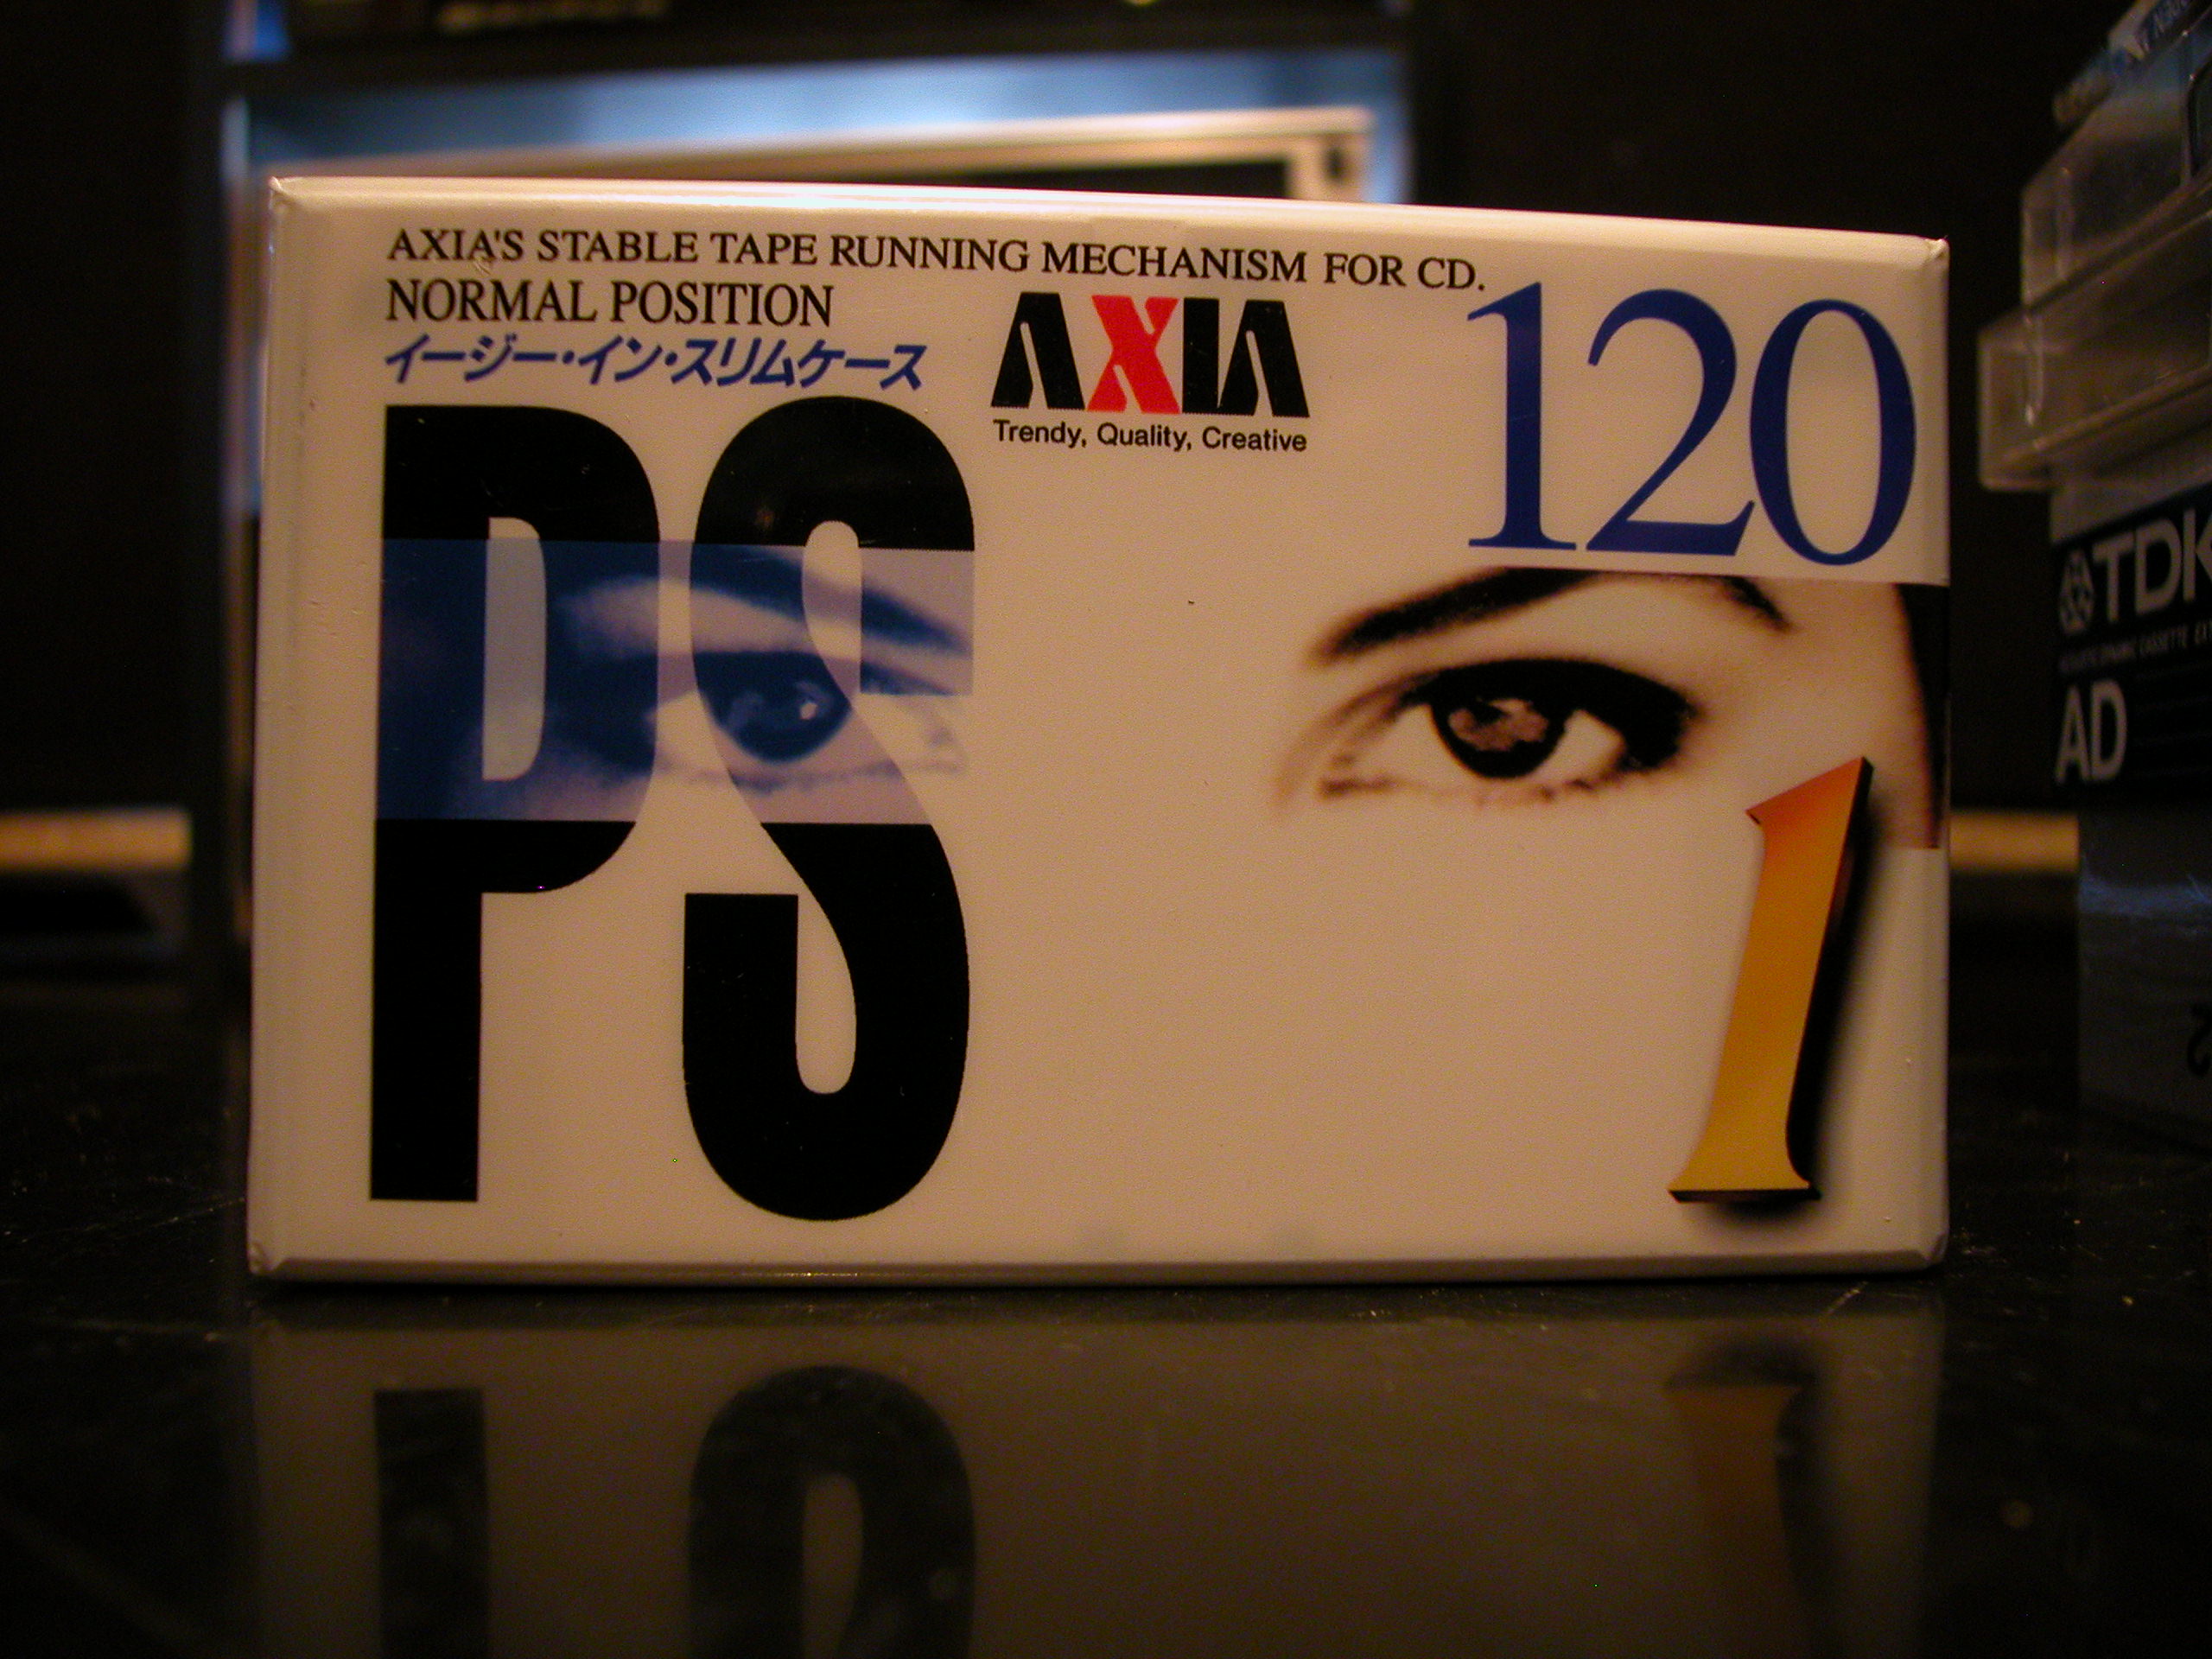 AXIA'S STABLE TAPE RUNNING MECHANISM FOR CD.
NORMAL POSITION
イージー・イン・スリムケース
AXIA
Trendy, Quality, Creative
120
PS
1
TDK
AD